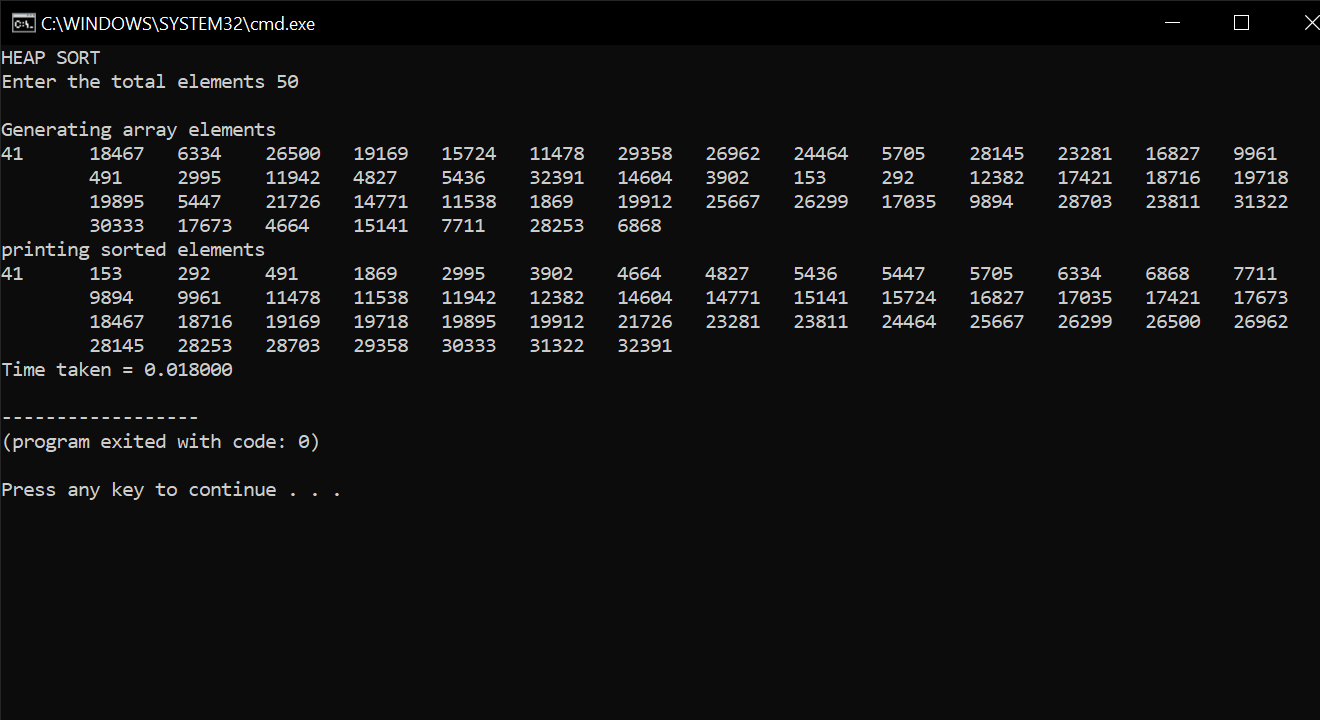 C:\WINDOWS\SYSTEM32\cmd.exe
HEAP SORT
Enter the total elements 50
Generating array elements
41 18467 6334 26500 19169 15724 11478 29358 26962 24464 5705 28145 23281 16827 9961
491 2995 11942 4827 5436 32391 14604 3902 153 292 12382 17421 18716 19718
19895 5447 21726 14771 11538 1869 19912 25667 26299 17035 9894 28703 23811 31322
30333 17673 4664 15141 7711 28253 6868
printing sorted elements
41 153 292 491 1869 2995 3902 4664 4827 5436 5447 5705 6334 6868 7711
9894 9961 11478 11538 11942 12382 14604 14771 15141 15724 16827 17035 17421 17673
18467 18716 19169 19718 19895 19912 21726 23281 23811 24464 25667 26299 26500 26962
28145 28253 28703 29358 30333 31322 32391
Time taken = 0.018000
------------------
(program exited with code: 0)
Press any key to continue . . .